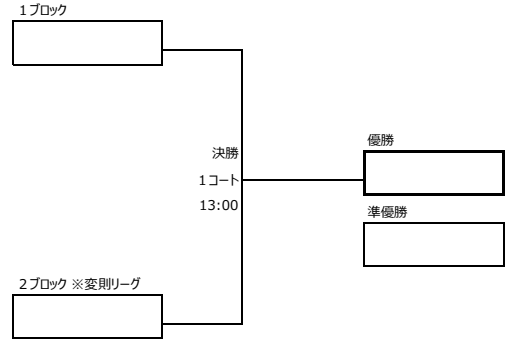 1ブロック
優勝
決勝
1コート
13:00
準優勝
2ブロック ※変則リーグ